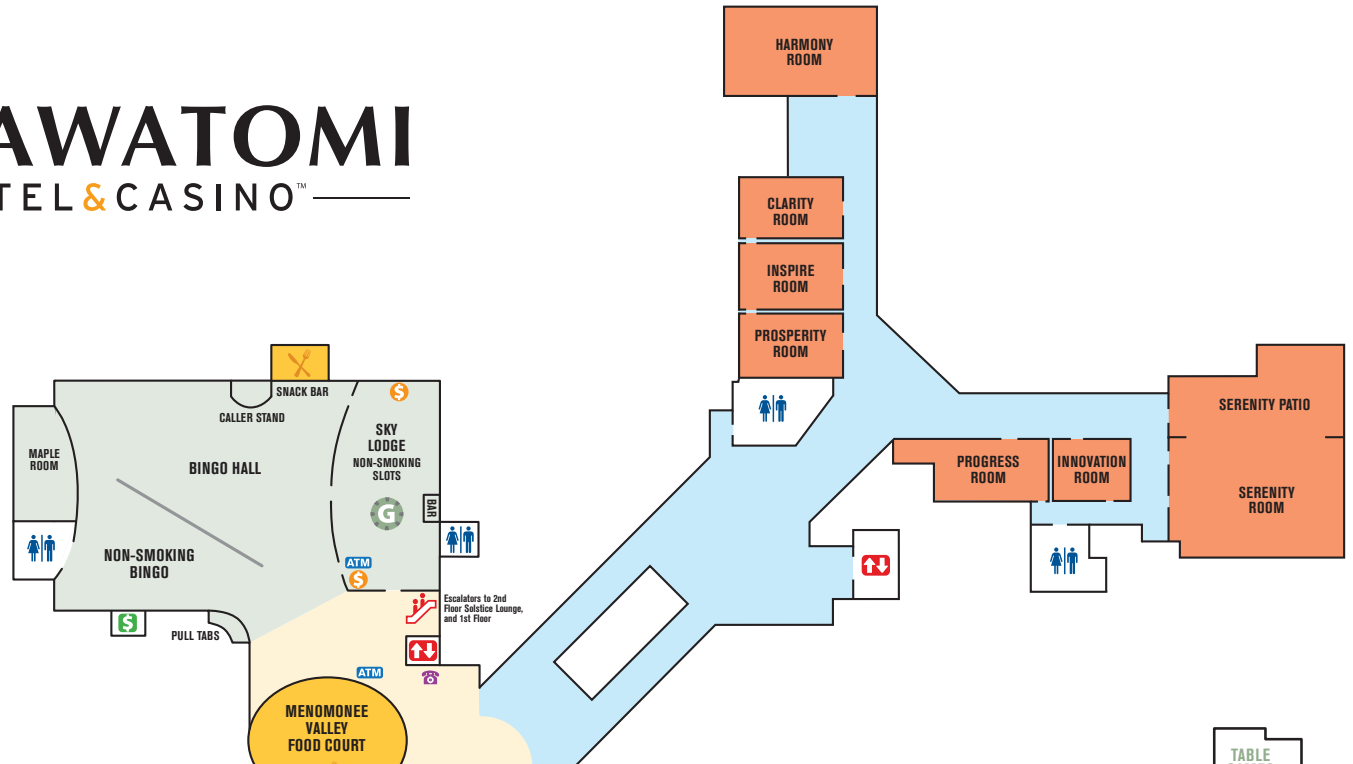 HARMONY
ROOM
AWATOMI
TEL&CASINO™
CLARITY
ROOM
INSPIRE
ROOM
PROSPERITY
ROOM
SNACK BAR
CALLER STAND
SKY
LODGE
NON-SMOKING
SLOTS
MAPLE
ROOM
BINGO HALL
G
BAR
NON-SMOKING
BINGO
ATM
$
$
$
PULL TABS
Escalators to 2nd
Floor Solstice Lounge,
and 1st Floor
ATM
MENOMONEE
VALLEY
FOOD COURT
SERENITY PATIO
PROGRESS
ROOM
INNOVATION
ROOM
SERENITY
ROOM
TABLE